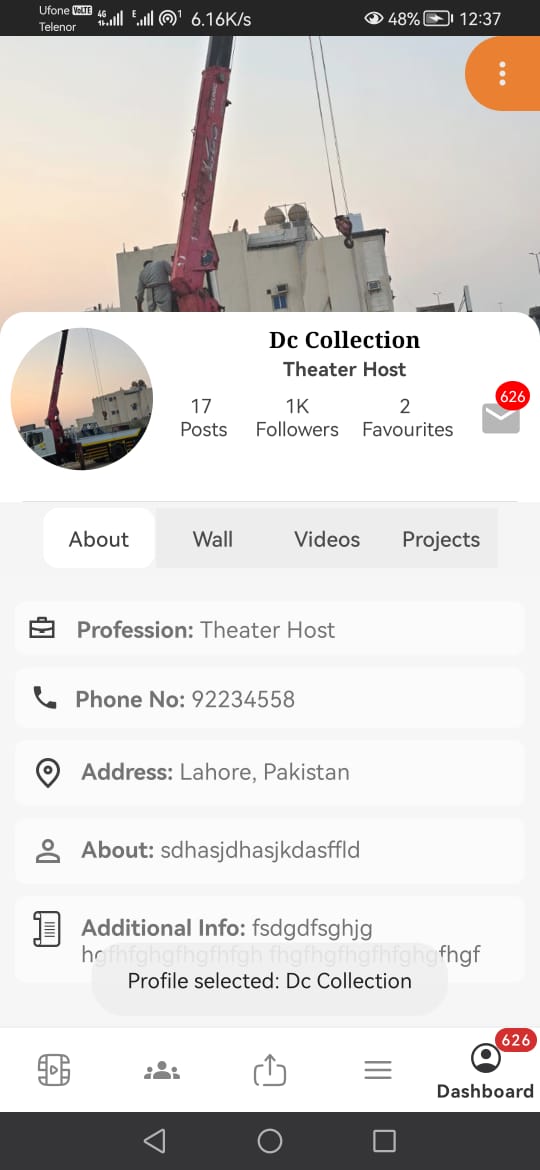 Ufone VoLTE 4G E 1 6.16K/s 48% 12:37
Telenor
Dc Collection
Theater Host
17 1K 2 626
Posts Followers Favourites
About Wall Videos Projects
Profession: Theater Host
Phone No: 92234558
Address: Lahore, Pakistan
About: sdhasjdhasjkdasffld
Additional Info: fsdgdfsghjg
Profile selected: Dc Collection
626
Dashboard